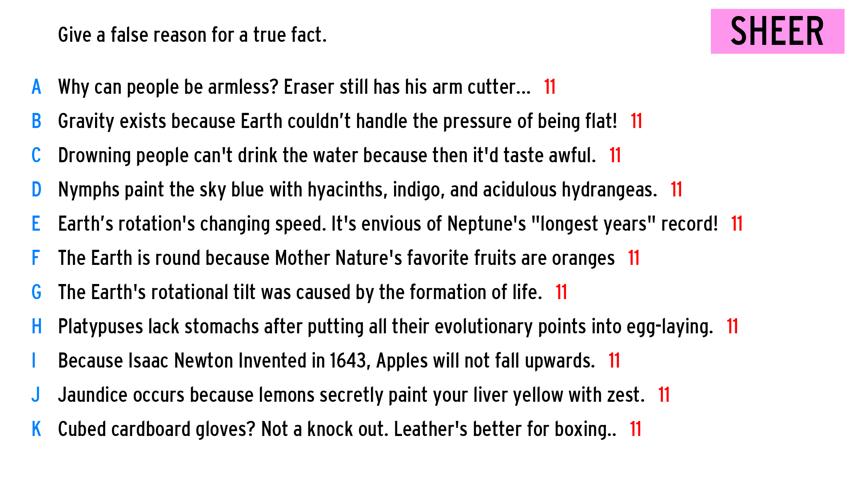 Give a false reason for a true fact.
SHEER
A Why can people be armless? Eraser still has his arm cutter... 11
B Gravity exists because Earth couldn’t handle the pressure of being flat! 11
C Drowning people can't drink the water because then it'd taste awful. 11
D Nymphs paint the sky blue with hyacinths, indigo, and acidulous hydrangeas. 11
E Earth’s rotation's changing speed. It's envious of Neptune's "longest years" record! 11
F The Earth is round because Mother Nature's favorite fruits are oranges 11
G The Earth's rotational tilt was caused by the formation of life. 11
H Platypuses lack stomachs after putting all their evolutionary points into egg-laying. 11
I Because Isaac Newton Invented in 1643, Apples will not fall upwards. 11
J Jaundice occurs because lemons secretly paint your liver yellow with zest. 11
K Cubed cardboard gloves? Not a knock out. Leather's better for boxing.. 11